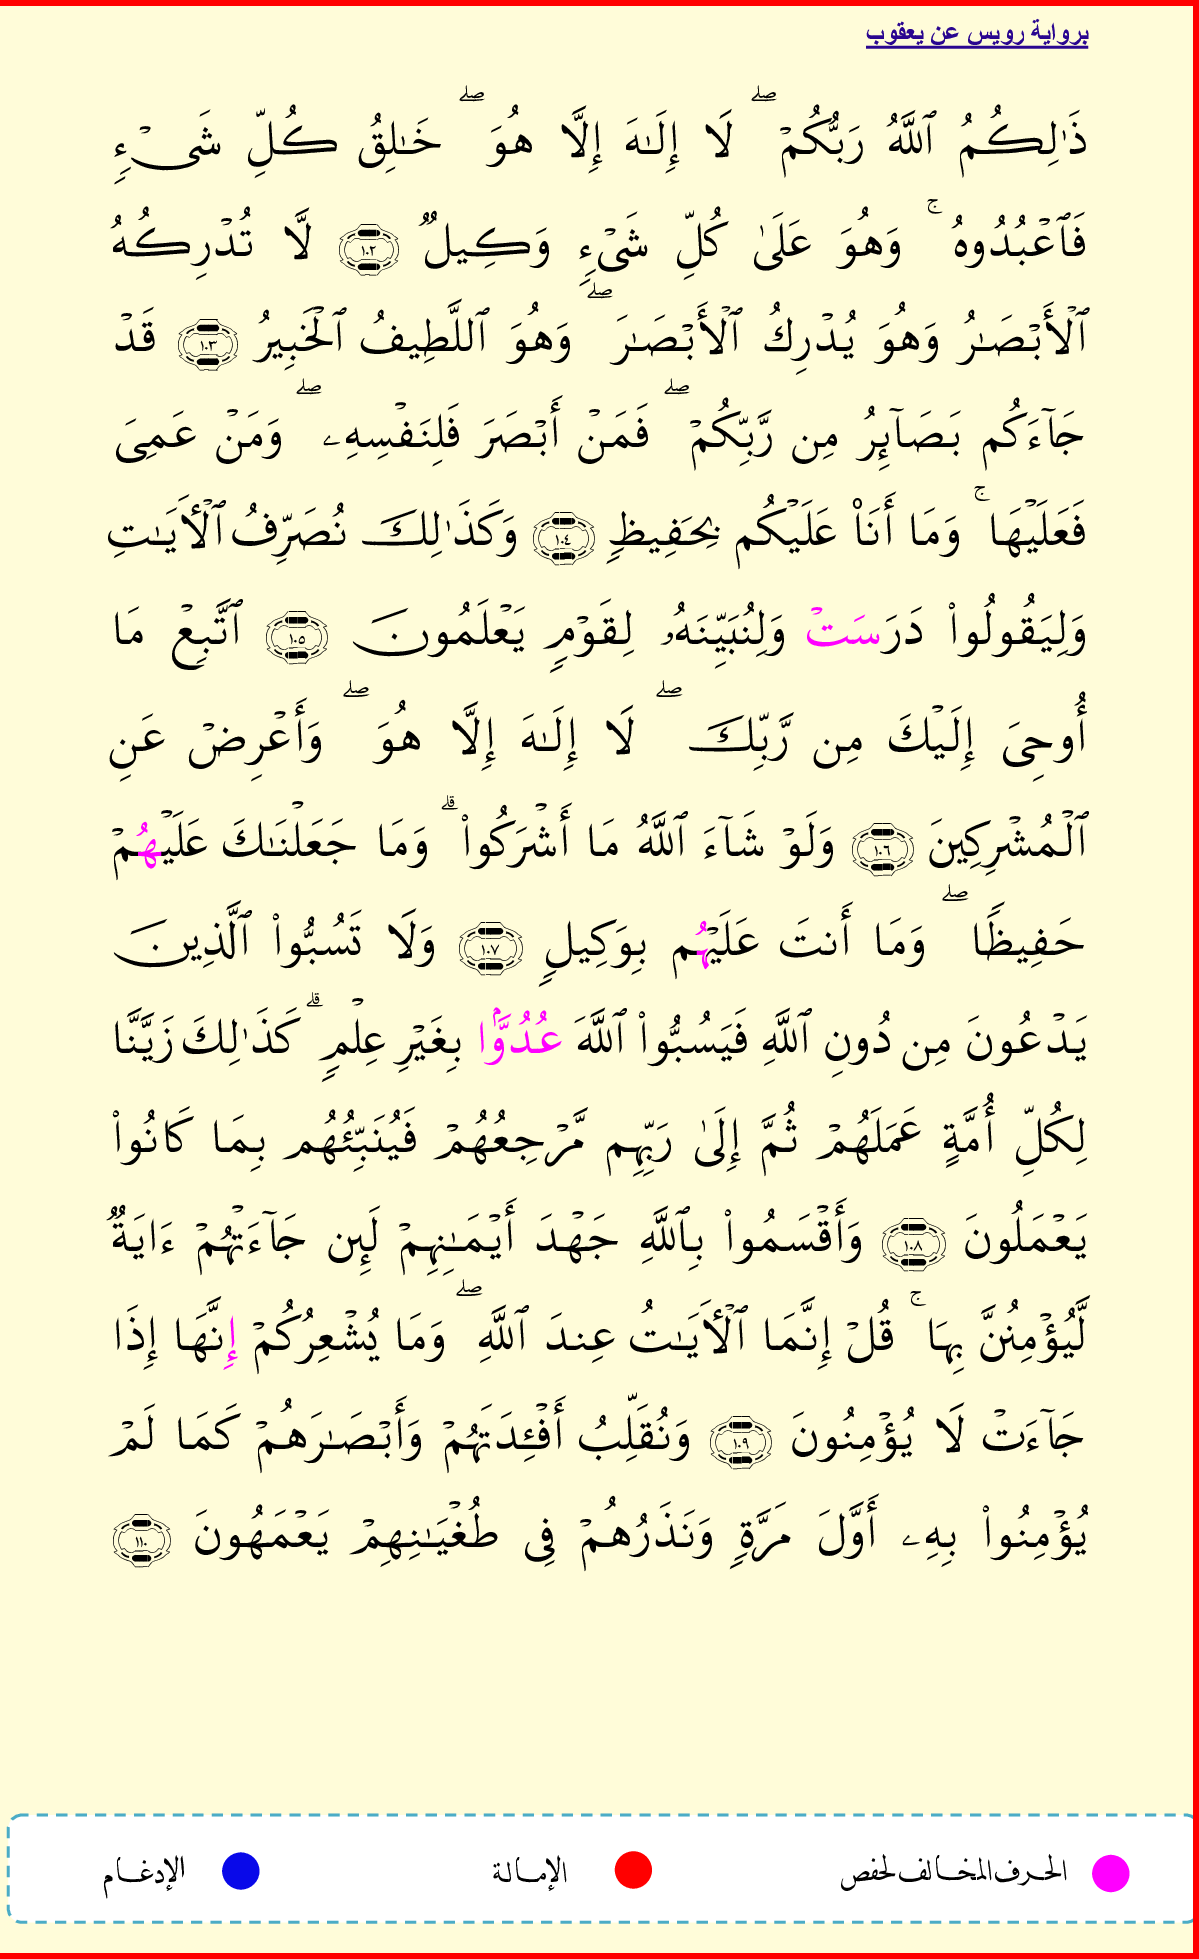 برواية رويس عن يعقوب
ذَٰلِكُمُ ٱللَّهُ رَبُّكُمۡۖ لَآ إِلَٰهَ إِلَّا هُوَۖ خَٰلِقُ كُلِّ شَيۡءٖ
فَٱعۡبُدُوهُۚ وَهُوَ عَلَىٰ كُلِّ شَيۡءٖ وَكِيلٞ ١٠٢ لَّا تُدۡرِكُهُ
ٱلۡأَبۡصَٰرُ وَهُوَ يُدۡرِكُ ٱلۡأَبۡصَٰرَۖ وَهُوَ ٱللَّطِيفُ ٱلۡخَبِيرُ ١٠٣ قَدۡ
جَآءَكُم بَصَآئِرُ مِن رَّبِّكُمۡۖ فَمَنۡ أَبۡصَرَ فَلِنَفۡسِهِۦۖ وَمَنۡ عَمِيَ
فَعَلَيۡهَاۚ وَمَا أَنَا۠ عَلَيۡكُم بِحَفِيظٖ ١٠٤ وَكَذَٰلِكَ نُصَرِّفُ ٱلۡأٓيَٰتِ
وَلِيَقُولُواْ دَرَسَتۡ وَلِنُبَيِّنَهُۥ لِقَوۡمٖ يَعۡلَمُونَ ١٠٥ ٱتَّبِعۡ مَا
أُوحِيَ إِلَيۡكَ مِن رَّبِّكَۖ لَا إِلَٰهَ إِلَّا هُوَۖ وَأَعۡرِضۡ عَنِ
ٱلۡمُشۡرِكِينَ ١٠٦ وَلَوۡ شَآءَ ٱللَّهُ مَا أَشۡرَكُواْۗ وَمَا جَعَلۡنَٰكَ عَلَيۡهُمۡ
حَفِيظٗاۖ وَمَا أَنتَ عَلَيۡهُم بِوَكِيلٖ ١٠٧ وَلَا تَسُبُّواْ ٱلَّذِينَ
يَدۡعُونَ مِن دُونِ ٱللَّهِ فَيَسُبُّواْ ٱللَّهَ عُدُوَّۢا بِغَيۡرِ عِلۡمٖۗ كَذَٰلِكَ زَيَّنَّا
لِكُلِّ أُمَّةٍ عَمَلَهُمۡ ثُمَّ إِلَىٰ رَبِّهِم مَّرۡجِعُهُمۡ فَيُنَبِّئُهُم بِمَا كَانُواْ
يَعۡمَلُونَ ١٠٨ وَأَقۡسَمُواْ بِٱللَّهِ جَهۡدَ أَيۡمَٰنِهِمۡ لَئِن جَآءَتۡهُمۡ ءَايَةٞ
لَّيُؤۡمِنُنَّ بِهَاۚ قُلۡ إِنَّمَا ٱلۡأٓيَٰتُ عِندَ ٱللَّهِۖ وَمَا يُشۡعِرُكُمۡ إِنَّهَا إِذَا
جَآءَتۡ لَا يُؤۡمِنُونَ ١٠٩ وَنُقَلِّبُ أَفۡـِٔدَتَهُمۡ وَأَبۡصَٰرَهُمۡ كَمَا لَمۡ
يُؤۡمِنُواْ بِهِۦ أَوَّلَ مَرَّةٖ وَنَذَرُهُمۡ فِي طُغۡيَٰنِهِمۡ يَعۡمَهُونَ ١١٠
الحرف المخالف لحفص الإمالة الإدغام